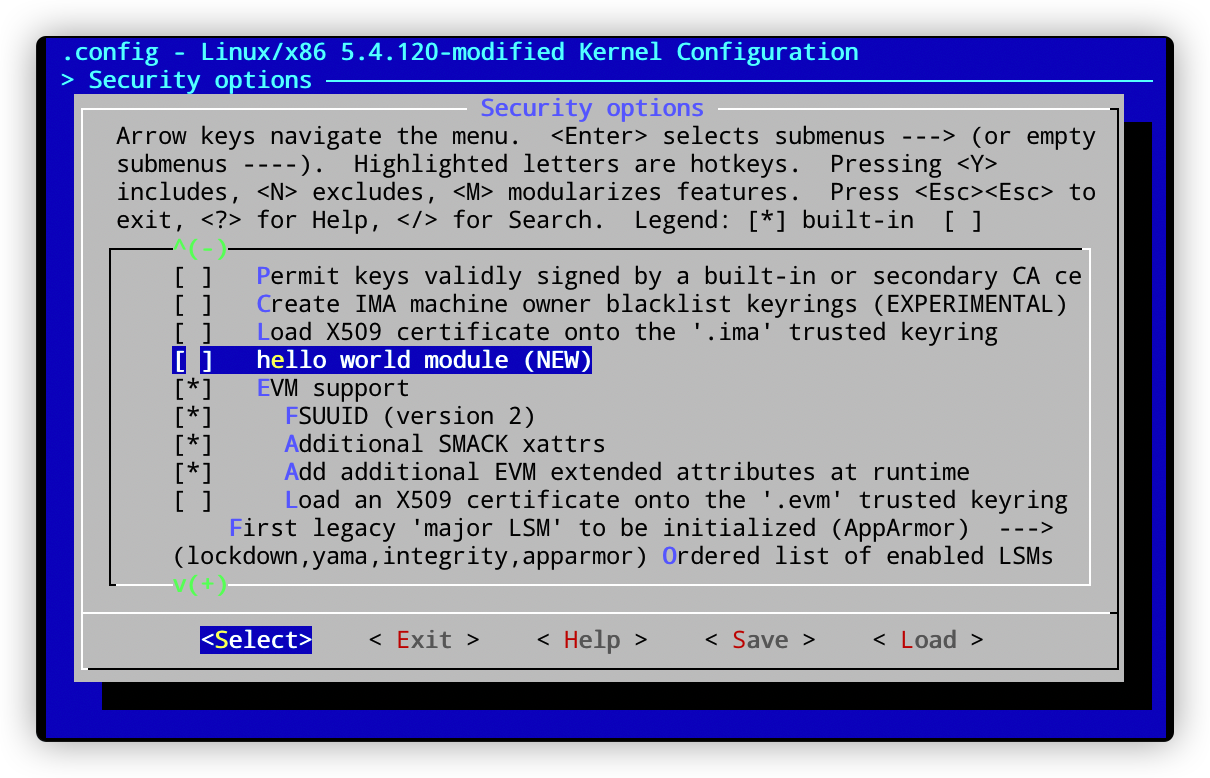 .config - Linux/x86 5.4.120-modified Kernel Configuration
> Security options
Security options
Arrow keys navigate the menu.  <Enter> selects submenus ---> (or empty
submenus ----).  Highlighted letters are hotkeys.  Pressing <Y>
includes, <N> excludes, <M> modularizes features.  Press <Esc><Esc> to
exit, <?> for Help, </> for Search.  Legend: [*] built-in  [ ]
^(-)
[ ]   Permit keys validly signed by a built-in or secondary CA ce
[ ]   Create IMA machine owner blacklist keyrings (EXPERIMENTAL)
[ ]   Load X509 certificate onto the '.ima' trusted keyring
[ ]   hello world module (NEW)
[*]   EVM support
[*]     FSUUID (version 2)
[*]     Additional SMACK xattrs
[*]     Add additional EVM extended attributes at runtime
[ ]     Load an X509 certificate onto the '.evm' trusted keyring
First legacy 'major LSM' to be initialized (AppArmor)  --->
(lockdown,yama,integrity,apparmor) Ordered list of enabled LSMs
v(+)
<Select>    < Exit >    < Help >    < Save >    < Load >